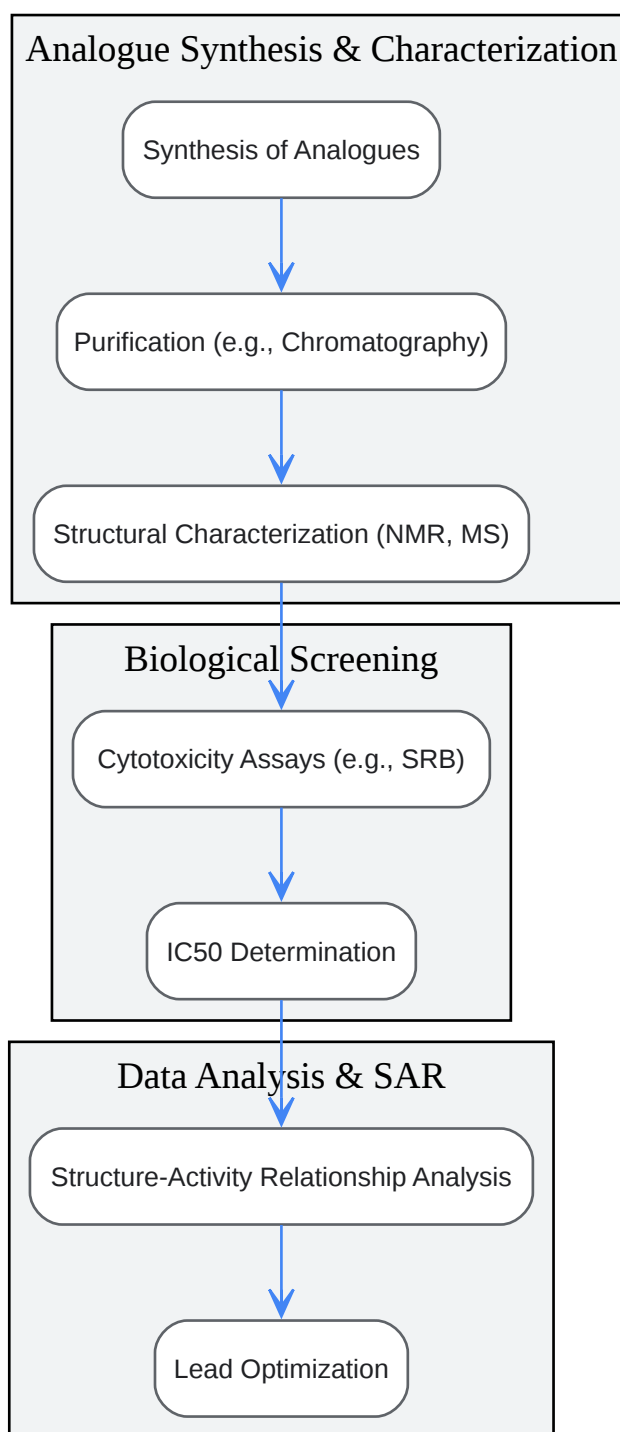 Analogue Synthesis & Characterization
Synthesis of Analogues
Purification (e.g., Chromatography)
Structural Characterization (NMR, MS)
Biological Screening
Cytotoxicity Assays (e.g., SRB)
IC50 Determination
Data Analysis & SAR
Structure-Activity Relationship Analysis
Lead Optimization